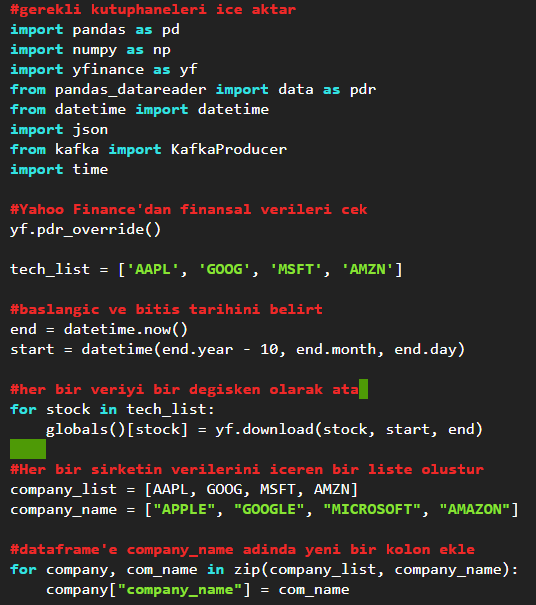 #gerekli kutuphaneleri ice aktar
import pandas as pd
import numpy as np
import yfinance as yf
from pandas_datareader import data as pdr
from datetime import datetime
import json
from kafka import KafkaProducer
import time

#Yahoo Finance'dan finansal verileri cek
yf.pdr_override()

tech_list = ['AAPL', 'GOOG', 'MSFT', 'AMZN']

#baslangic ve bitis tarihini belirt
end = datetime.now()
start = datetime(end.year - 10, end.month, end.day)

#her bir veriyi bir degisken olarak ata
for stock in tech_list:
    globals()[stock] = yf.download(stock, start, end)

#Her bir sirketin verilerini iceren bir liste olustur
company_list = [AAPL, GOOG, MSFT, AMZN]
company_name = ["APPLE", "GOOGLE", "MICROSOFT", "AMAZON"]

#dataframe'e company_name adinda yeni bir kolon ekle
for company, com_name in zip(company_list, company_name):
    company["company_name"] = com_name